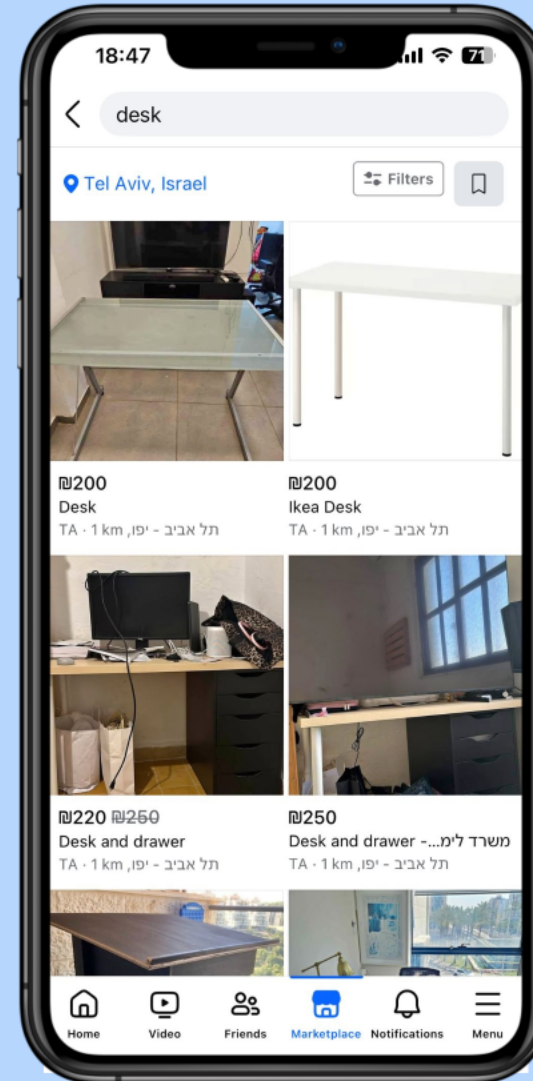 18:47
71
desk
Tel Aviv, Israel
Filters
₪200
Desk
תל אביב - יפו, TA · 1 km
₪200
Ikea Desk
תל אביב - יפו, TA · 1 km
₪220 ₪250
Desk and drawer
תל אביב - יפו, TA · 1 km
₪250
Desk and drawer -...משרד לימ
תל אביב - יפו, TA · 1 km
Home
Video
Friends
Marketplace
Notifications
Menu